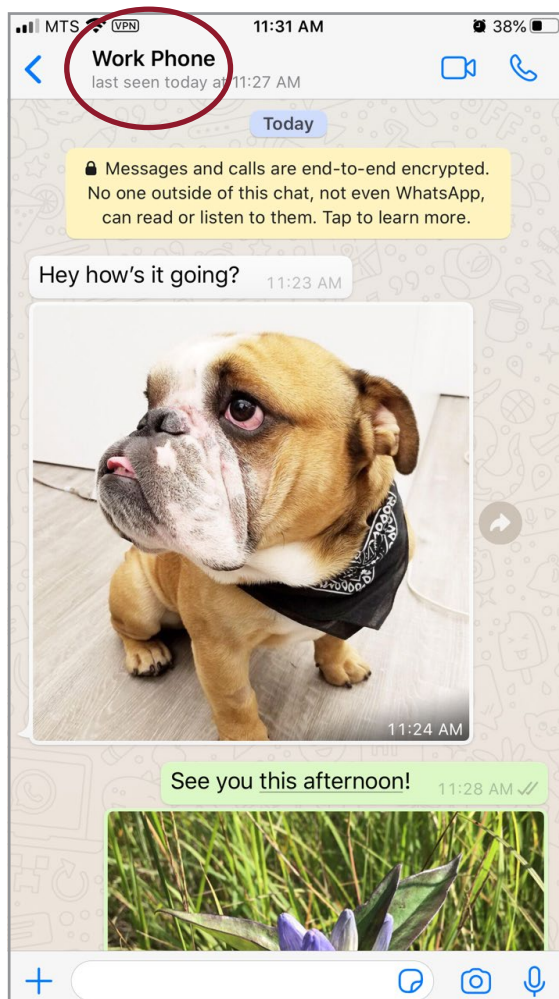 MTS VPN 11:31 AM 38%
Work Phone
last seen today at 11:27 AM
Today
Messages and calls are end-to-end encrypted.
No one outside of this chat, not even WhatsApp,
can read or listen to them. Tap to learn more.
Hey how’s it going? 11:23 AM
11:24 AM
See you this afternoon! 11:28 AM